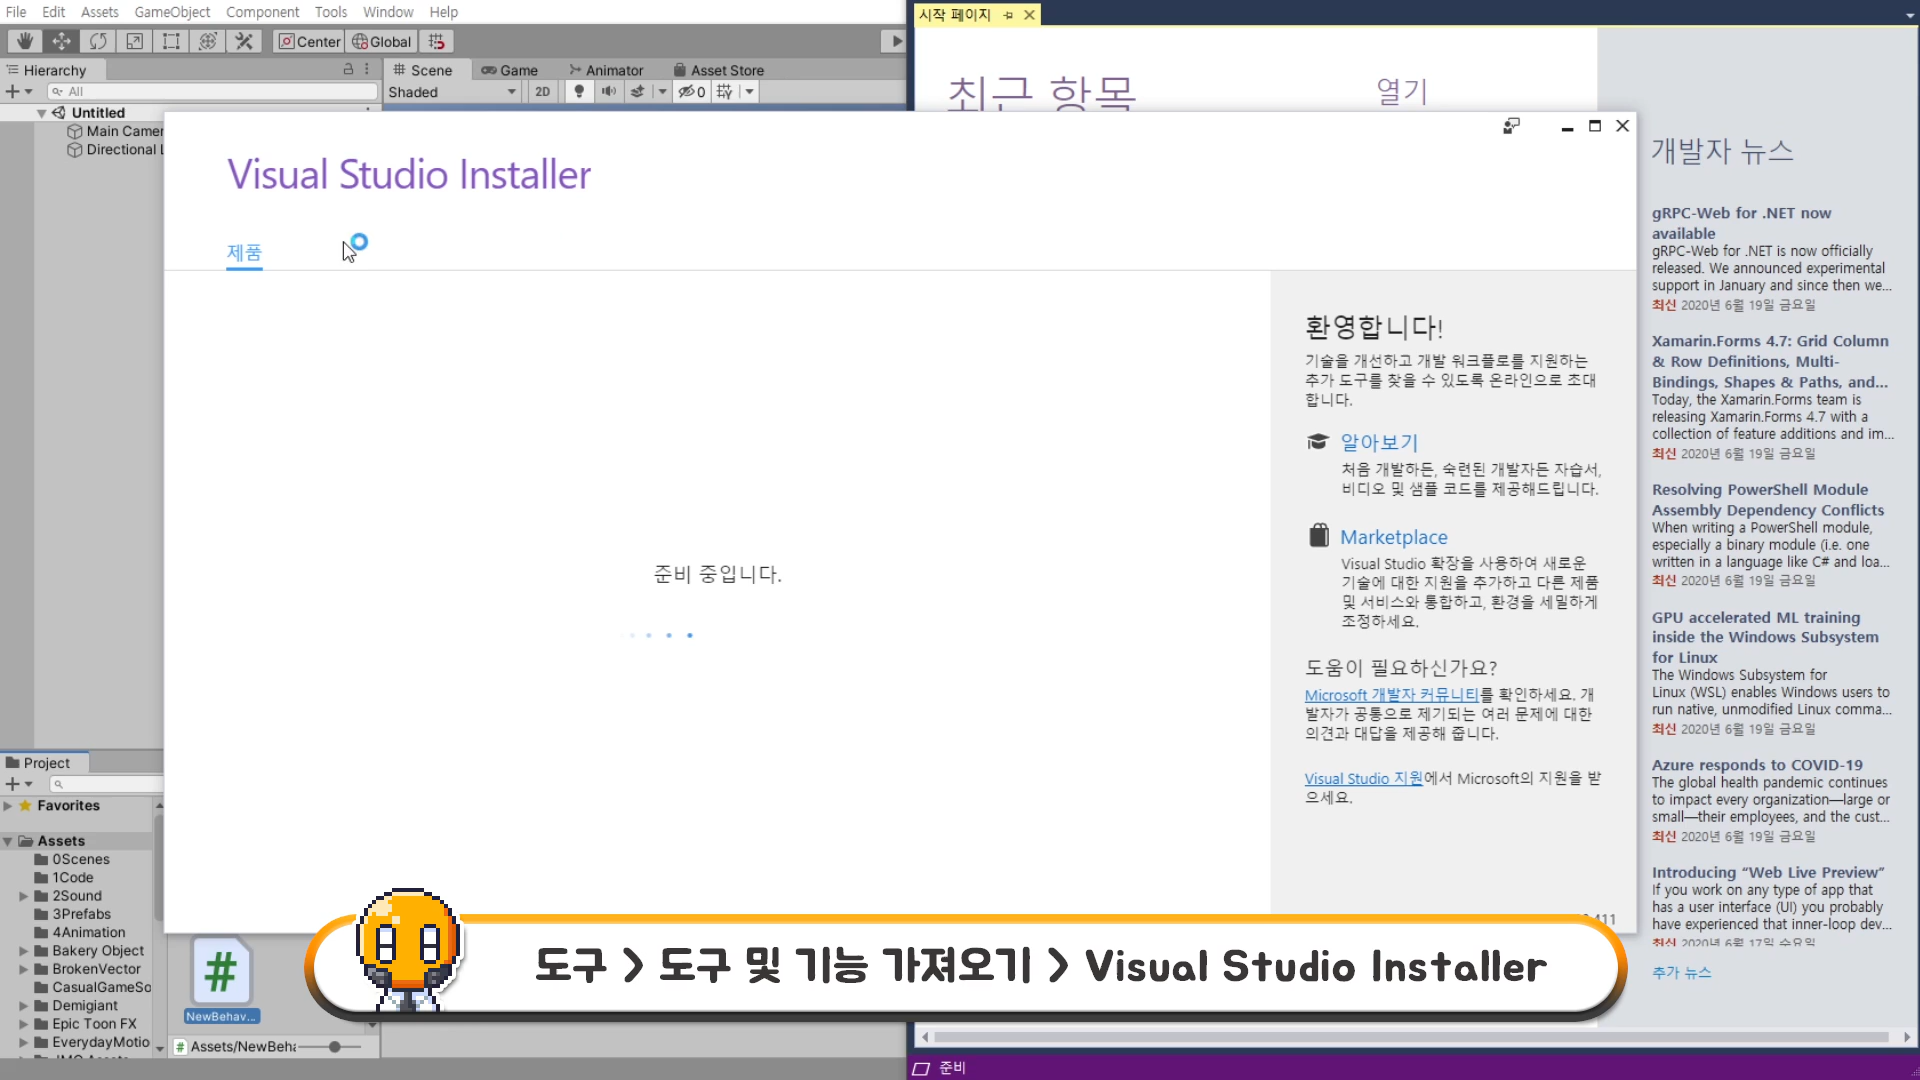 File Edit Assets GameObject Component Tools Window Help
Center Global
Hierarchy
All
Untitled
Main Camer
Directional L
Scene Game Animator Asset Store
Shaded 2D 0
시작 페이지
최근 항목
열기
Visual Studio Installer
제품
준비 중입니다.
환영합니다!
기술을 개선하고 개발 워크플로를 지원하는
추가 도구를 찾을 수 있도록 온라인으로 초대
합니다.
알아보기
처음 개발하든, 숙련된 개발자든 자습서,
비디오 및 샘플 코드를 제공해드립니다.
Marketplace
Visual Studio 확장을 사용하여 새로운
기술에 대한 지원을 추가하고 다른 제품
및 서비스와 통합하고, 환경을 세밀하게
조정하세요.
도움이 필요하신가요?
Microsoft 개발자 커뮤니티를 확인하세요. 개
발자가 공통으로 제기되는 여러 문제에 대한
의견과 대답을 제공해 줍니다.
Visual Studio 지원에서 Microsoft의 지원을 받
으세요.
개발자 뉴스
gRPC-Web for .NET now
available
gRPC-Web for .NET is now officially
released. We announced experimental
support in January and since then we...
최신 2020년 6월 19일 금요일
Xamarin.Forms 4.7: Grid Column
& Row Definitions, Multi-
Bindings, Shapes & Paths, and...
Today, the Xamarin.Forms team is
releasing Xamarin.Forms 4.7 with a
collection of feature additions and im...
최신 2020년 6월 19일 금요일
Resolving PowerShell Module
Assembly Dependency Conflicts
When writing a PowerShell module,
especially a binary module (i.e. one
written in a language like C# and loa...
최신 2020년 6월 19일 금요일
GPU accelerated ML training
inside the Windows Subsystem
for Linux
The Windows Subsystem for
Linux (WSL) enables Windows users to
run native, unmodified Linux comma...
최신 2020년 6월 19일 금요일
Azure responds to COVID-19
The global health pandemic continues
to impact every organization—large or
small—their employees, and the cust...
최신 2020년 6월 19일 금요일
Introducing “Web Live Preview”
If you work on any type of app that
has a user interface (UI) you probably
have experienced that inner-loop dev...
최신 2020년 6월 17일 수요일
추가 뉴스
Project
Favorites
Assets
0Scenes
1Code
2Sound
3Prefabs
4Animation
Bakery Object
BrokenVector
CasualGameSo
Demigiant
Epic Toon FX
EverydayMotio
#
NewBehav...
Assets/NewBeha
도구 > 도구 및 기능 가져오기 > Visual Studio Installer
준비